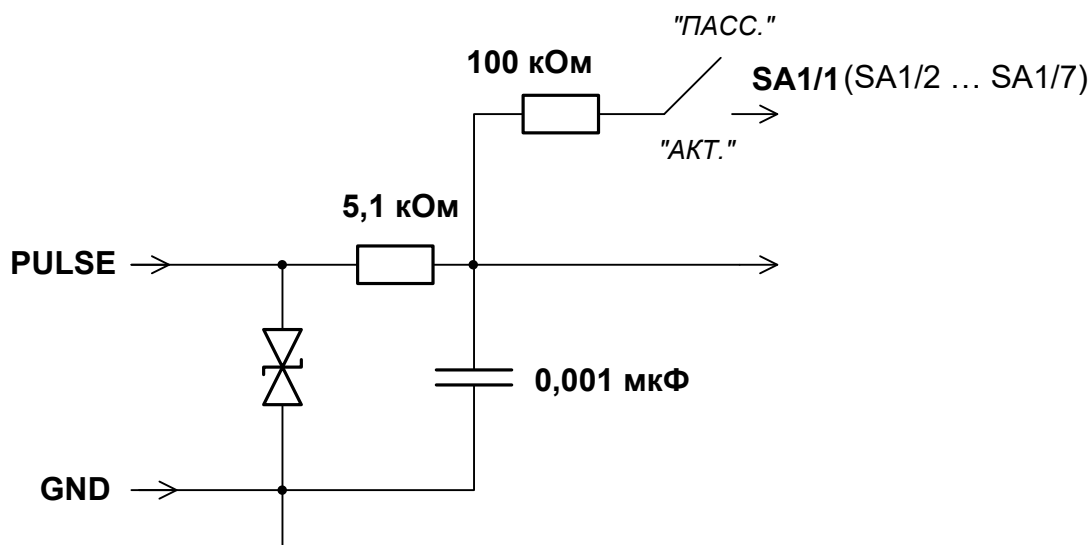 "ПАСС."
100 кОм
SA1/1 (SA1/2 … SA1/7)
"АКТ."
5,1 кОм
PULSE
0,001 мкФ
GND